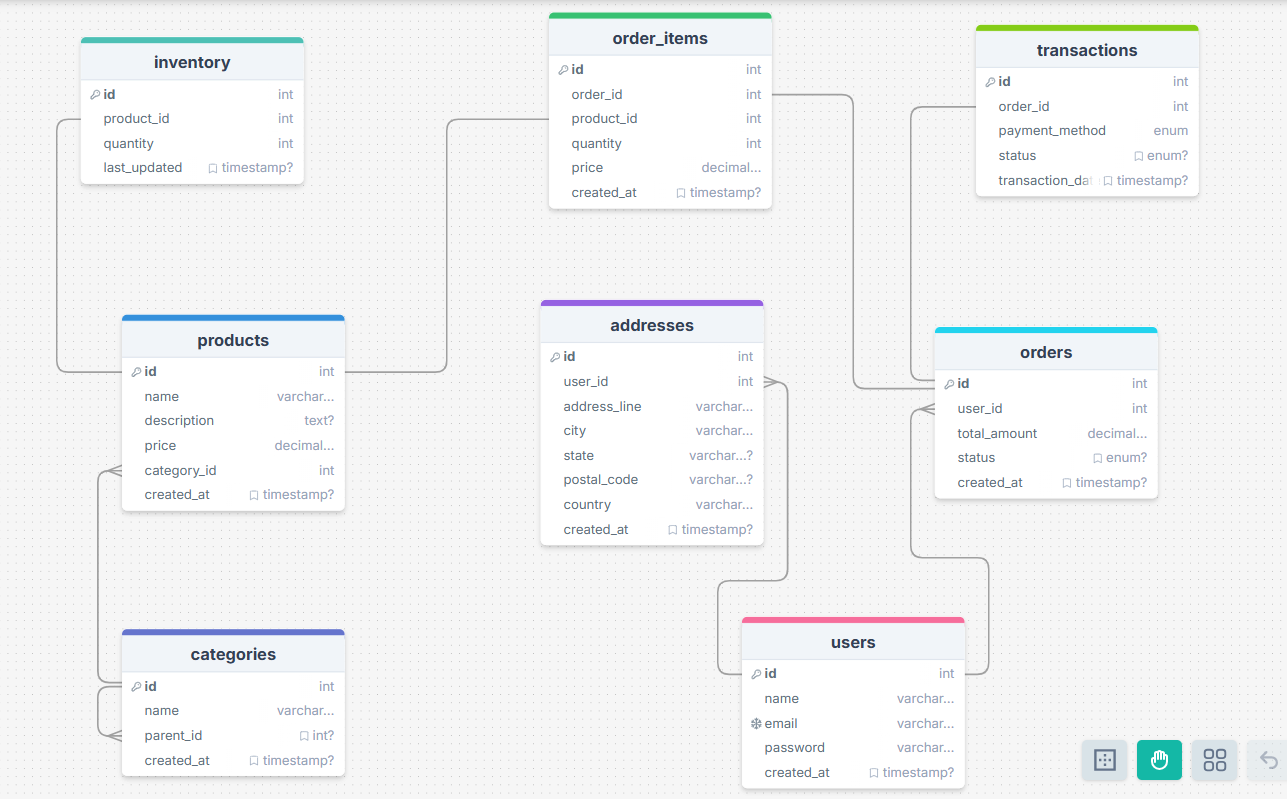 inventory
id int
product_id int
quantity int
last_updated timestamp?
order_items
id int
order_id int
product_id int
quantity int
price decimal...
created_at timestamp?
transactions
id int
order_id int
payment_method enum
status enum?
transaction_dat timestamp?
products
id int
name varchar...
description text?
price decimal...
category_id int
created_at timestamp?
addresses
id int
user_id int
address_line varchar...
city varchar...
state varchar...?
postal_code varchar...?
country varchar...
created_at timestamp?
orders
id int
user_id int
total_amount decimal...
status enum?
created_at timestamp?
categories
id int
name varchar...
parent_id int?
created_at timestamp?
users
id int
name varchar...
email varchar...
password varchar...
created_at timestamp?